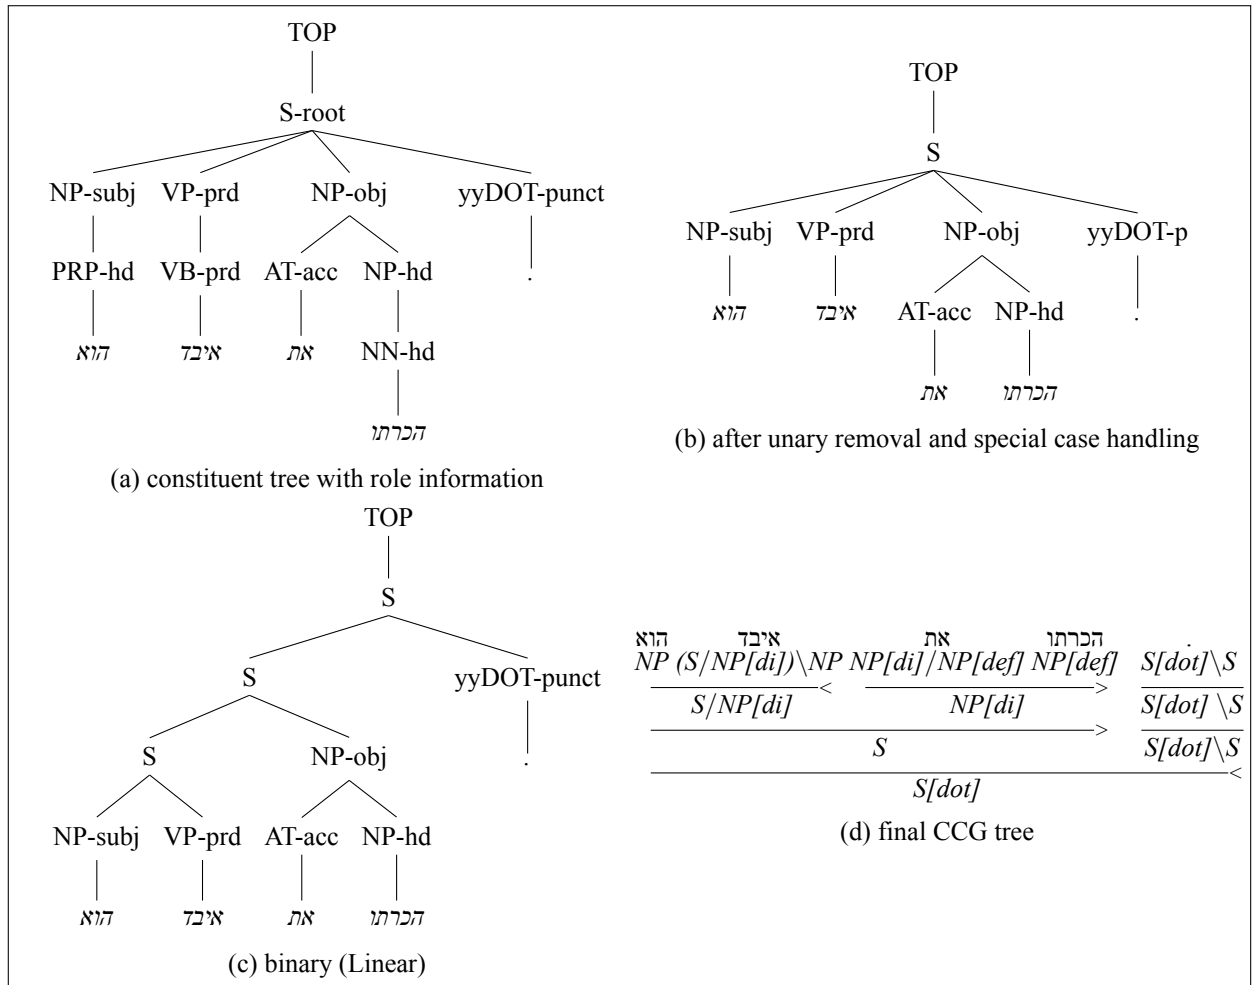 TOP
S-root
NP-subj VP-prd NP-obj yyDOT-punct
PRP-hd VB-prd AT-acc NP-hd .
הוא איבד את NN-hd
הכרתו
(a) constituent tree with role information
TOP
S
NP-subj VP-prd NP-obj yyDOT-p
הוא איבד AT-acc NP-hd .
את הכרתו
(b) after unary removal and special case handling
TOP
S
S yyDOT-punct
S NP-obj .
NP-subj VP-prd AT-acc NP-hd
הוא איבד את הכרתו
(c) binary (Linear)
הוא איבד את הכרתו .
NP (S/NP[di])\NP NP[di]/NP[def] NP[def] S[dot]\S
< >
S/NP[di] NP[di] S[dot] \S
>
S S[dot]\S
<
S[dot]
(d) final CCG tree